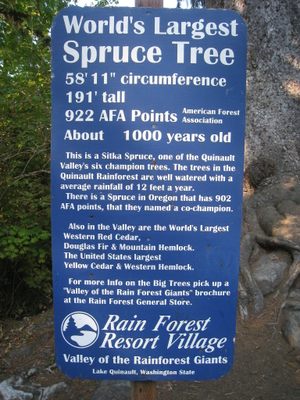 World's Largest
Spruce Tree
58' 11" circumference
191' tall
922 AFA Points American Forest Association
About 1000 years old
This is a Sitka Spruce, one of the Quinault
Valley's six champion trees. The trees in the
Quinault Rainforest are well watered with a
average rainfall of 12 feet a year.
There is a Spruce in Oregon that has 902
AFA points, that they named a co-champion.
Also in the Valley are the World's Largest
Western Red Cedar,
Douglas Fir & Mountain Hemlock.
The United States largest
Yellow Cedar & Western Hemlock.
For more Info on the Big Trees pick up a
"Valley of the Rain Forest Giants" brochure
at the Rain Forest General Store.
Rain Forest
Resort Village
Valley of the Rainforest Giants
Lake Quinault, Washington State